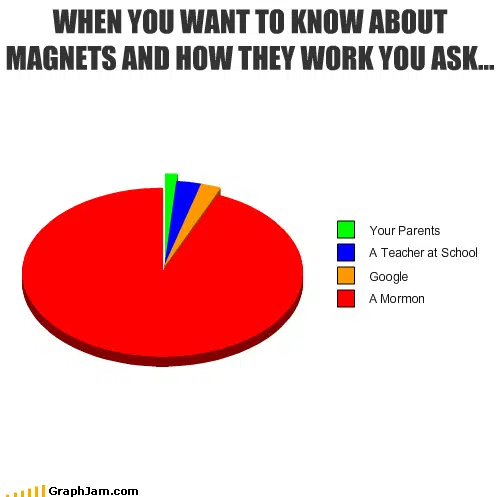 WHEN YOU WANT TO KNOW ABOUT
MAGNETS AND HOW THEY WORK YOU ASK...
Your Parents
A Teacher at School
Google
A Mormon
GraphJam.com